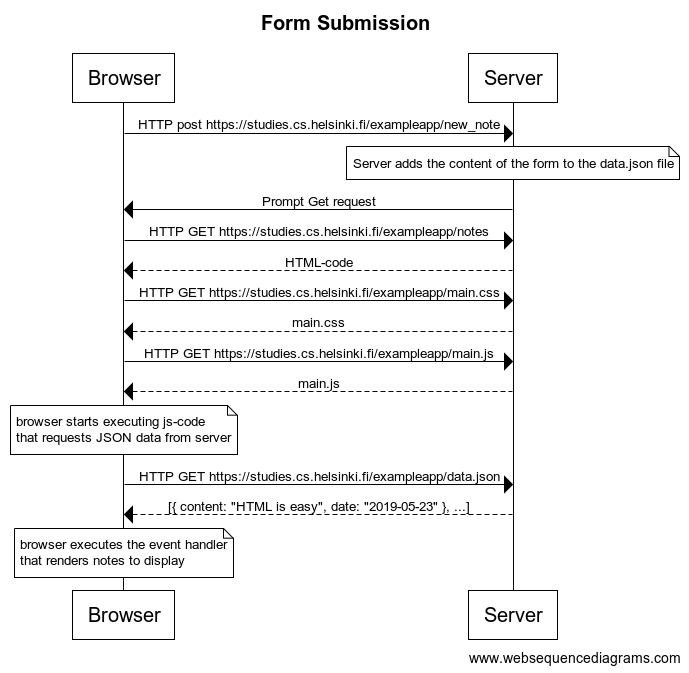 Form Submission
Browser
Server
HTTP post https://studies.cs.helsinki.fi/exampleapp/new_note
Server adds the content of the form to the data.json file
Prompt Get request
HTTP GET https://studies.cs.helsinki.fi/exampleapp/notes
HTML-code
HTTP GET https://studies.cs.helsinki.fi/exampleapp/main.css
main.css
HTTP GET https://studies.cs.helsinki.fi/exampleapp/main.js
main.js
browser starts executing js-code
that requests JSON data from server
HTTP GET https://studies.cs.helsinki.fi/exampleapp/data.json
[{ content: "HTML is easy", date: "2019-05-23" }, ...]
browser executes the event handler
that renders notes to display
Browser
Server
www.websequencediagrams.com